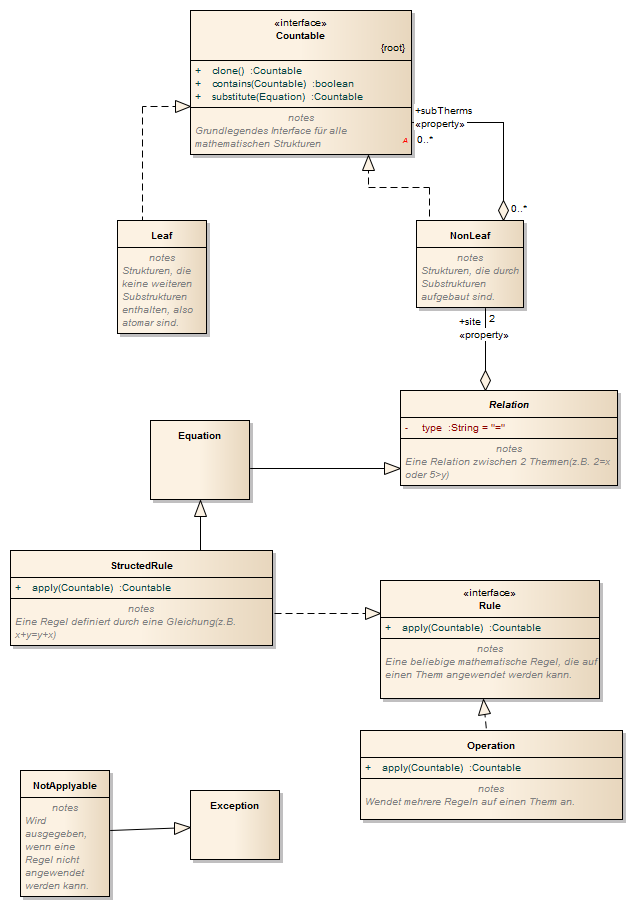 «interface»
Countable
{root}
+ clone() :Countable
+ contains(Countable) :boolean
+ substitute(Equation) :Countable
notes
Grundlegendes Interface für alle
mathematischen Strukturen
A
+subTherms
«property»
0..*
0..*
Leaf
notes
Strukturen, die
keine weiteren
Substrukturen
enthalten, also
atomar sind.
NonLeaf
notes
Strukturen, die durch
Substrukturen
aufgebaut sind.
+site 2
«property»
Relation
- type :String = "="
notes
Eine Relation zwischen 2 Themen(z.B. 2=x
oder 5>y)
Equation
StructedRule
+ apply(Countable) :Countable
notes
Eine Regel definiert durch eine Gleichung(z.B.
x+y=y+x)
«interface»
Rule
+ apply(Countable) :Countable
notes
Eine beliebige mathematische Regel, die auf
einen Therm angewendet werden kann.
Operation
+ apply(Countable) :Countable
notes
Wendet mehrere Regeln auf einen Therm an.
NotApplyable
notes
Wird
ausgegeben,
wenn eine
Regel nicht
angewendet
werden kann.
Exception